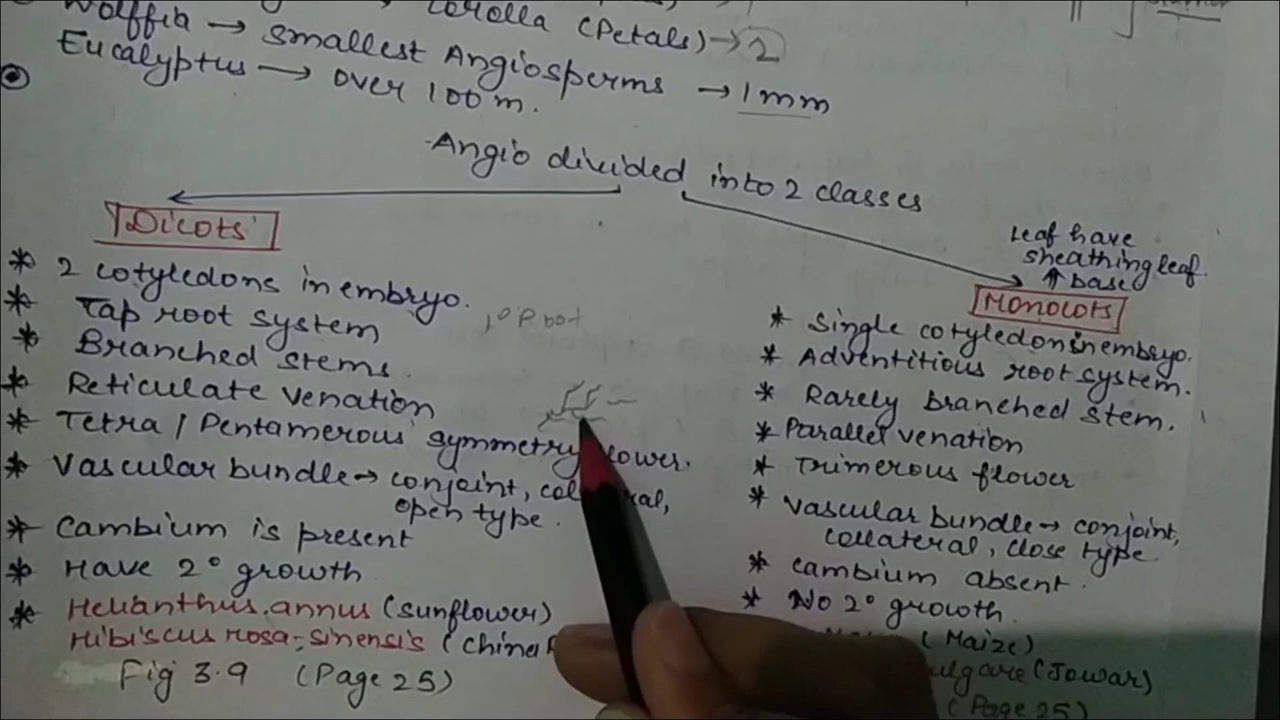 Corolla (Petals) → 2
Wolffia → smallest Angiosperms → 1mm
Eucalyptus → over 100 m.
Angio divided into 2 classes
Dicots
* 2 cotyledons in embryo.
* Tap root system
* Branched stems.
* Reticulate venation
* Tetra / Pentamerous symmetry
* Vascular bundle → conjoint,
open type.
* Cambium is present
* Have 2° growth
* Helianthus annus (sunflower)
Hibiscus rosa-sinensis (China
Fig 3.9 (Page 25)
Leaf have
sheathing leaf
base
Monocots
* Single cotyledon in embryo.
* Adventitious root system.
* Rarely branched stem.
* Parallel venation
* Trimerous flower
* Vascular bundle → conjoint,
collateral, close type
* Cambium absent.
* No 2° growth.
(Maize)
(Jowar)
(Page 25)